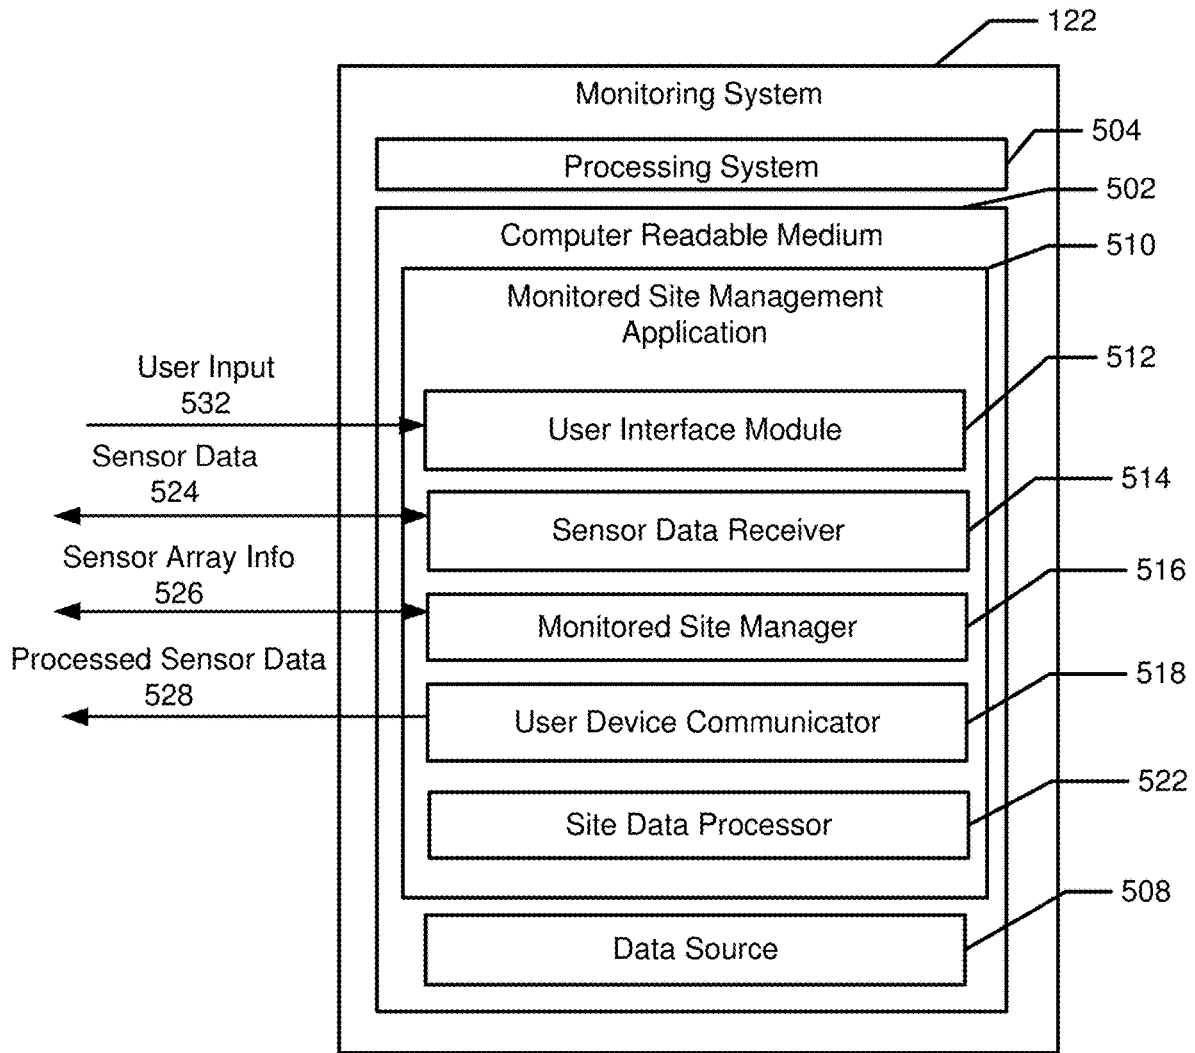 122
Monitoring System
504
Processing System
502
Computer Readable Medium
510
Monitored Site Management
Application
512
User Input
532
User Interface Module
Sensor Data
524
514
Sensor Data Receiver
Sensor Array Info
526
516
Monitored Site Manager
Processed Sensor Data
528
518
User Device Communicator
522
Site Data Processor
508
Data Source